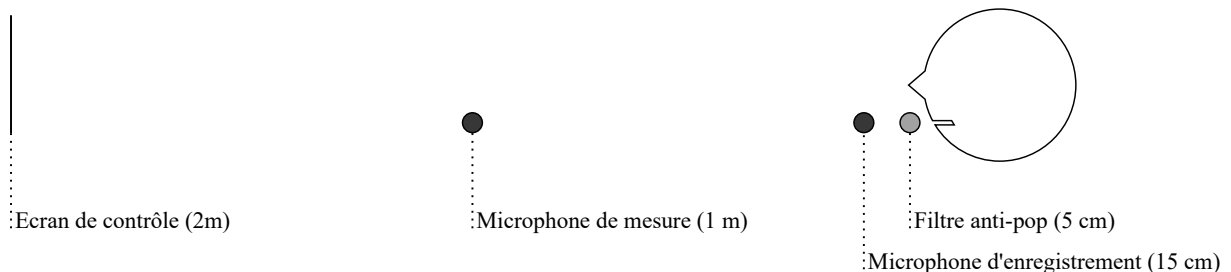 Ecran de contrôle (2m)
Microphone de mesure (1 m)
Filtre anti-pop (5 cm)
Microphone d'enregistrement (15 cm)